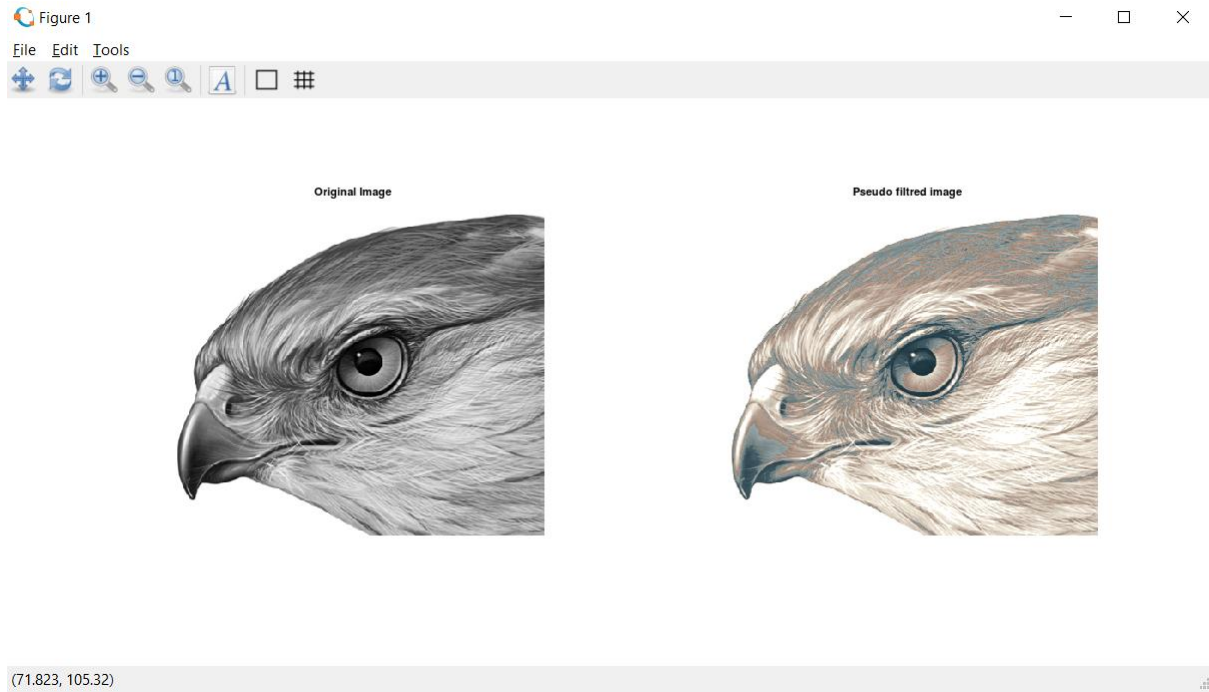 Figure 1
File Edit Tools
A
Original Image
Pseudo filtred image
(71.823, 105.32)